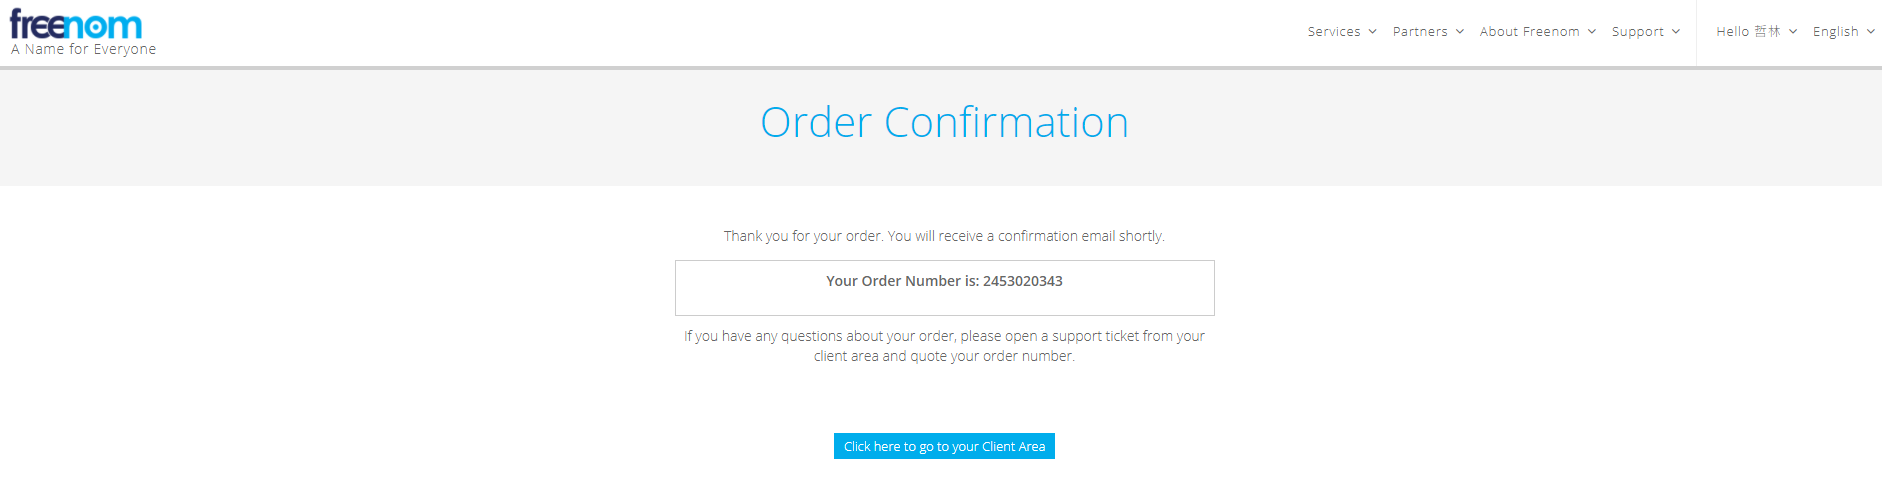 freenom
A Name for Everyone
Services Partners About Freenom Support Hello 哲林 English
Order Confirmation
Thank you for your order. You will receive a confirmation email shortly.
Your Order Number is: 2453020343
If you have any questions about your order, please open a support ticket from your
client area and quote your order number.
Click here to go to your Client Area